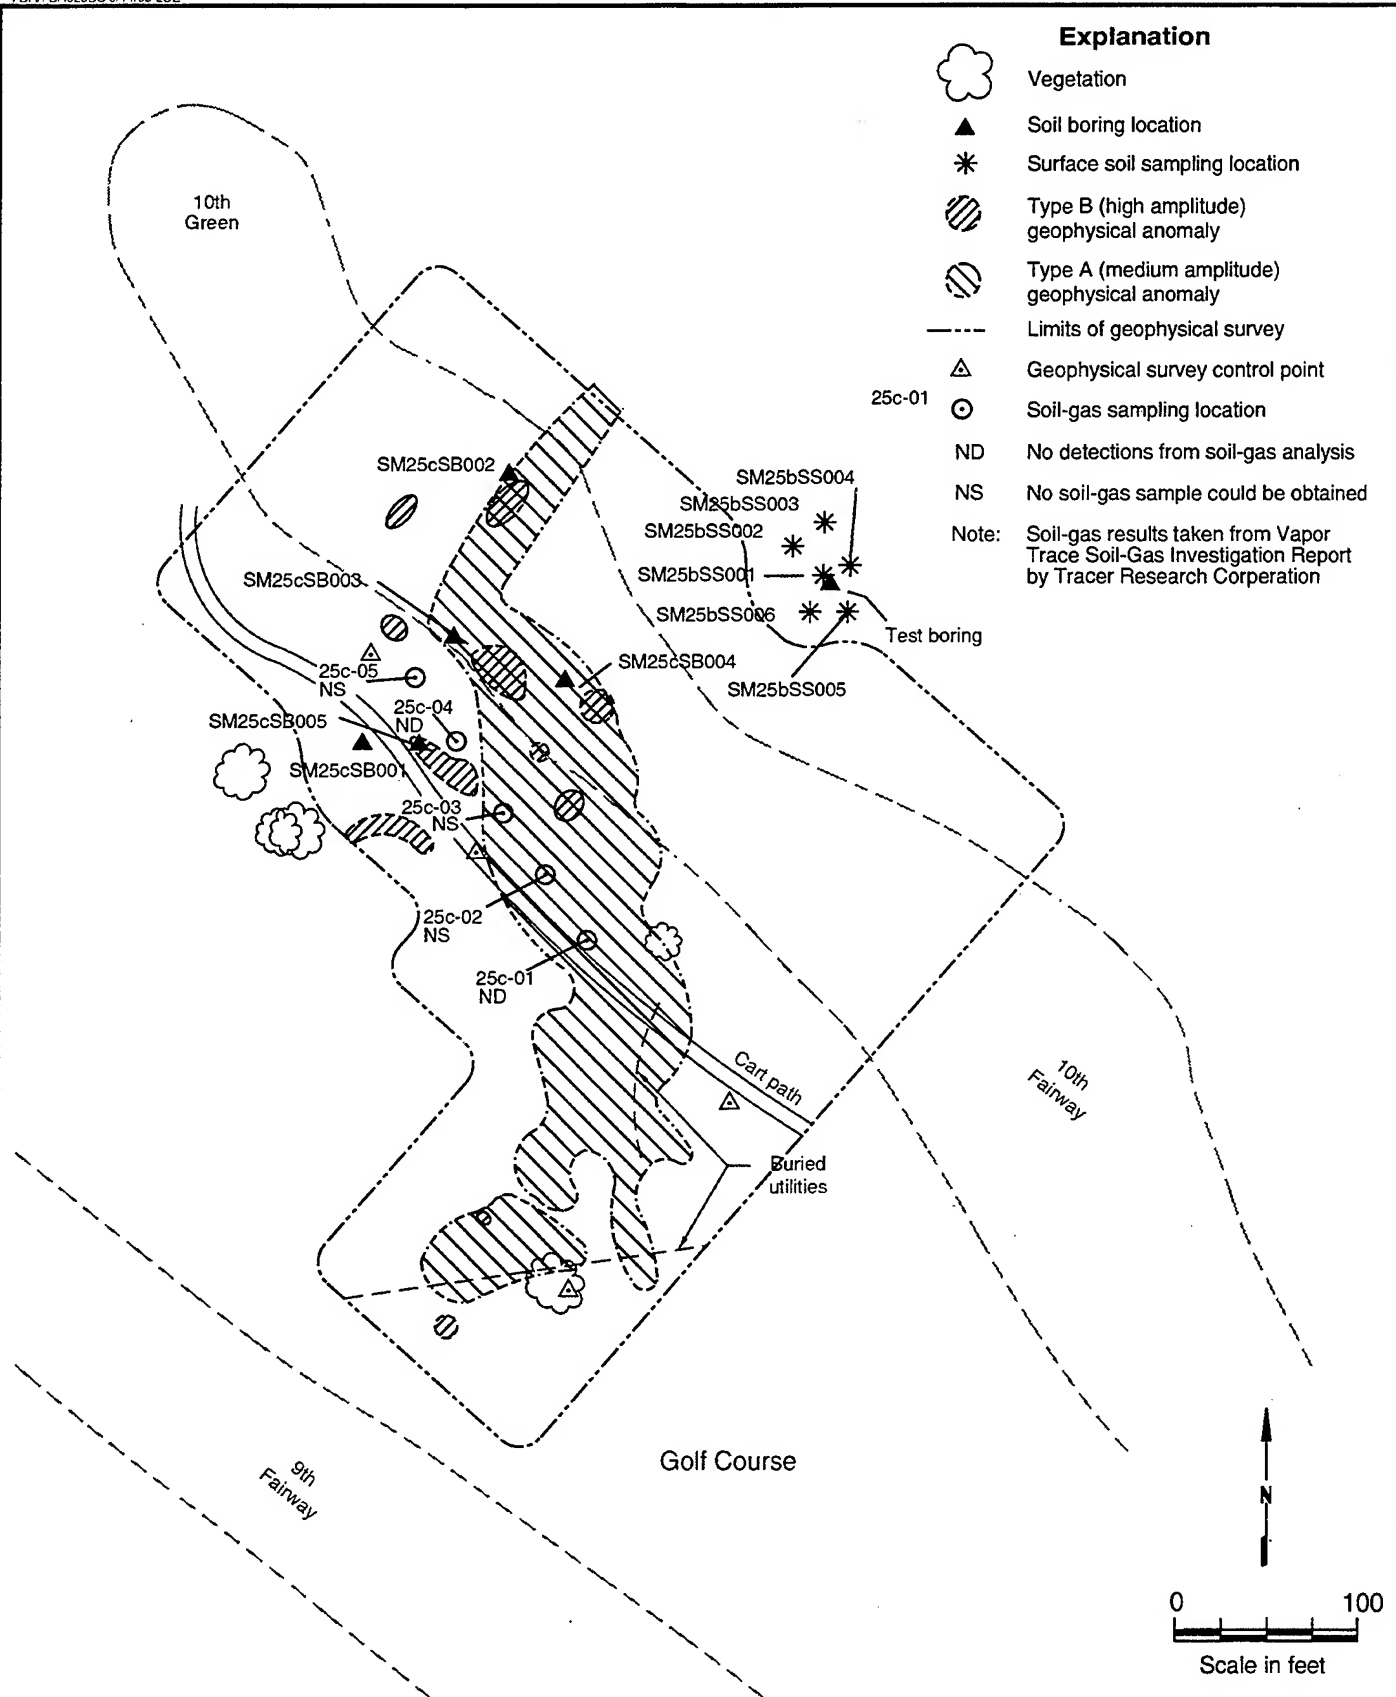 Explanation
Vegetation
Soil boring location
Surface soil sampling location
Type B (high amplitude)
geophysical anomaly
Type A (medium amplitude)
geophysical anomaly
Limits of geophysical survey
Geophysical survey control point
25c-01
Soil-gas sampling location
ND No detections from soil-gas analysis
NS No soil-gas sample could be obtained
Note: Soil-gas results taken from Vapor
Trace Soil-Gas Investigation Report
by Tracer Research Corperation
10th
Green
SM25cSB002
SM25bSS004
SM25bSS003
SM25bSS002
SM25bSS001
SM25cSB003
SM25bSS006
Test boring
SM25cSB004
SM25bSS005
25c-05
NS
25c-04
ND
SM25cSB005
SM25cSB001
25c-03
NS
25c-02
NS
25c-01
ND
Cart path
10th
Fairway
Buried
utilities
Golf Course
9th
Fairway
N
0 100
Scale in feet